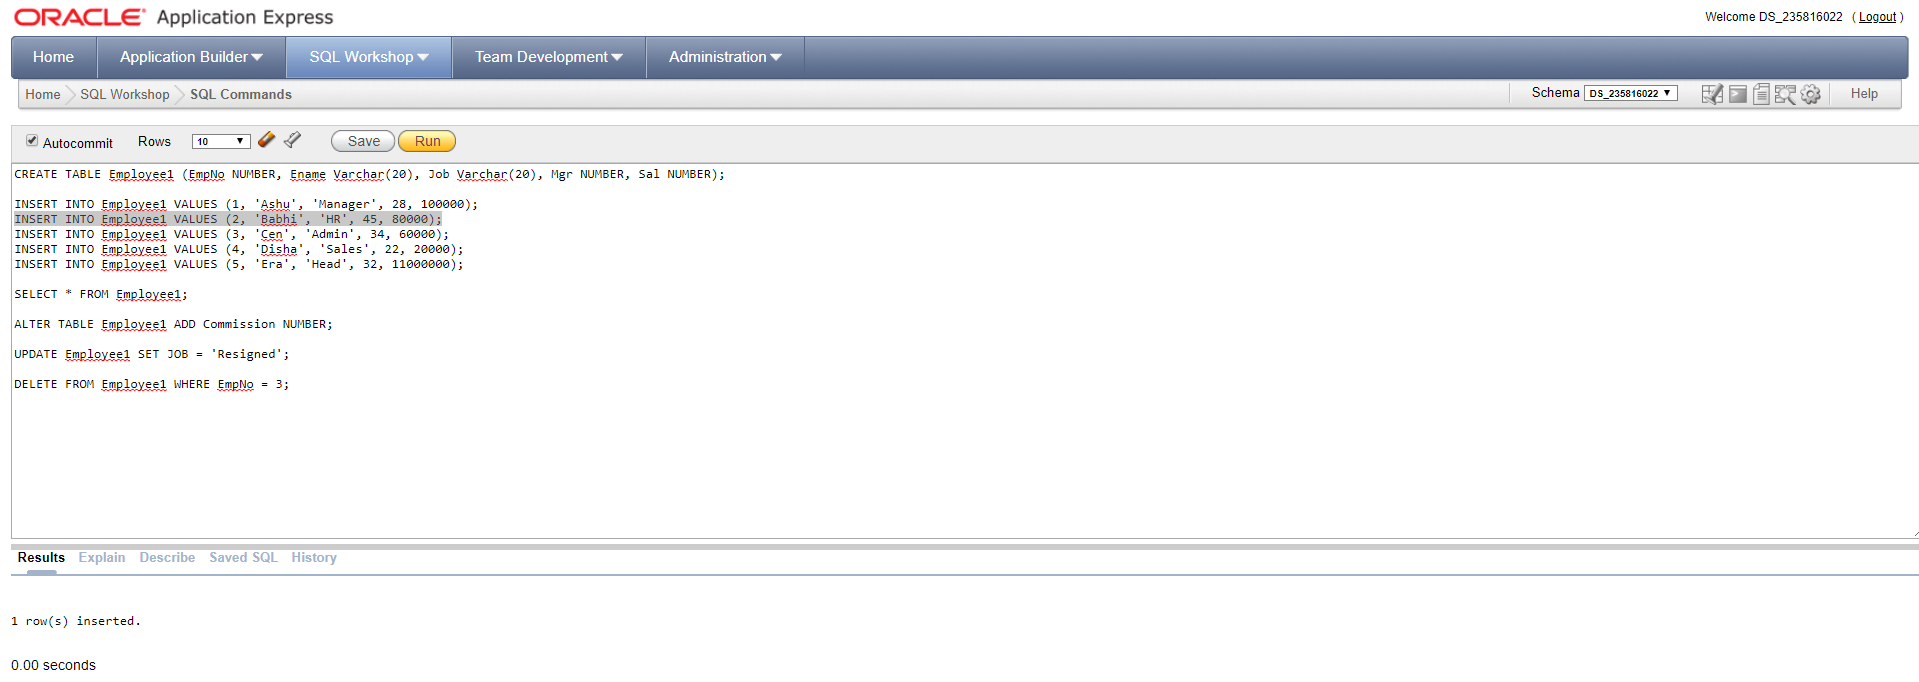 ORACLE® Application Express
Welcome DS_235816022 ( Logout )
Home Application Builder SQL Workshop Team Development Administration
Home SQL Workshop SQL Commands Schema DS_235816022 Help
Autocommit Rows 10 Save Run
CREATE TABLE Employee1 (EmpNo NUMBER, Ename Varchar(20), Job Varchar(20), Mgr NUMBER, Sal NUMBER);
INSERT INTO Employee1 VALUES (1, 'Ashu', 'Manager', 28, 100000);
INSERT INTO Employee1 VALUES (2, 'Babhi', 'HR', 45, 80000);
INSERT INTO Employee1 VALUES (3, 'Cen', 'Admin', 34, 60000);
INSERT INTO Employee1 VALUES (4, 'Disha', 'Sales', 22, 20000);
INSERT INTO Employee1 VALUES (5, 'Era', 'Head', 32, 11000000);
SELECT * FROM Employee1;
ALTER TABLE Employee1 ADD Commission NUMBER;
UPDATE Employee1 SET JOB = 'Resigned';
DELETE FROM Employee1 WHERE EmpNo = 3;
Results Explain Describe Saved SQL History
1 row(s) inserted.
0.00 seconds